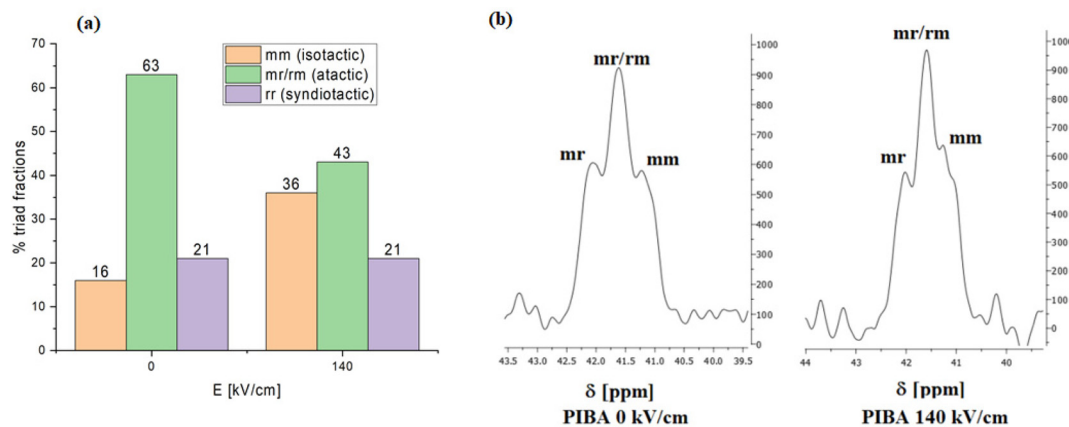 (a)
70
60
50
40
30
20
10
0
% triad fractions
mm (isotactic)
mr/rm (atactic)
rr (syndiotactic)
16
63
21
36
43
21
0
140
E [kV/cm]
(b)
mr/rm
mr
mm
1000
900
800
700
600
500
400
300
200
100
0
43.5 43.0 42.5 42.0 41.5 41.0 40.5 40.0 39.5
δ [ppm]
PIBA 0 kV/cm
mr/rm
mr
mm
1000
900
800
700
600
500
400
300
200
100
0
44 43 42 41 40
δ [ppm]
PIBA 140 kV/cm